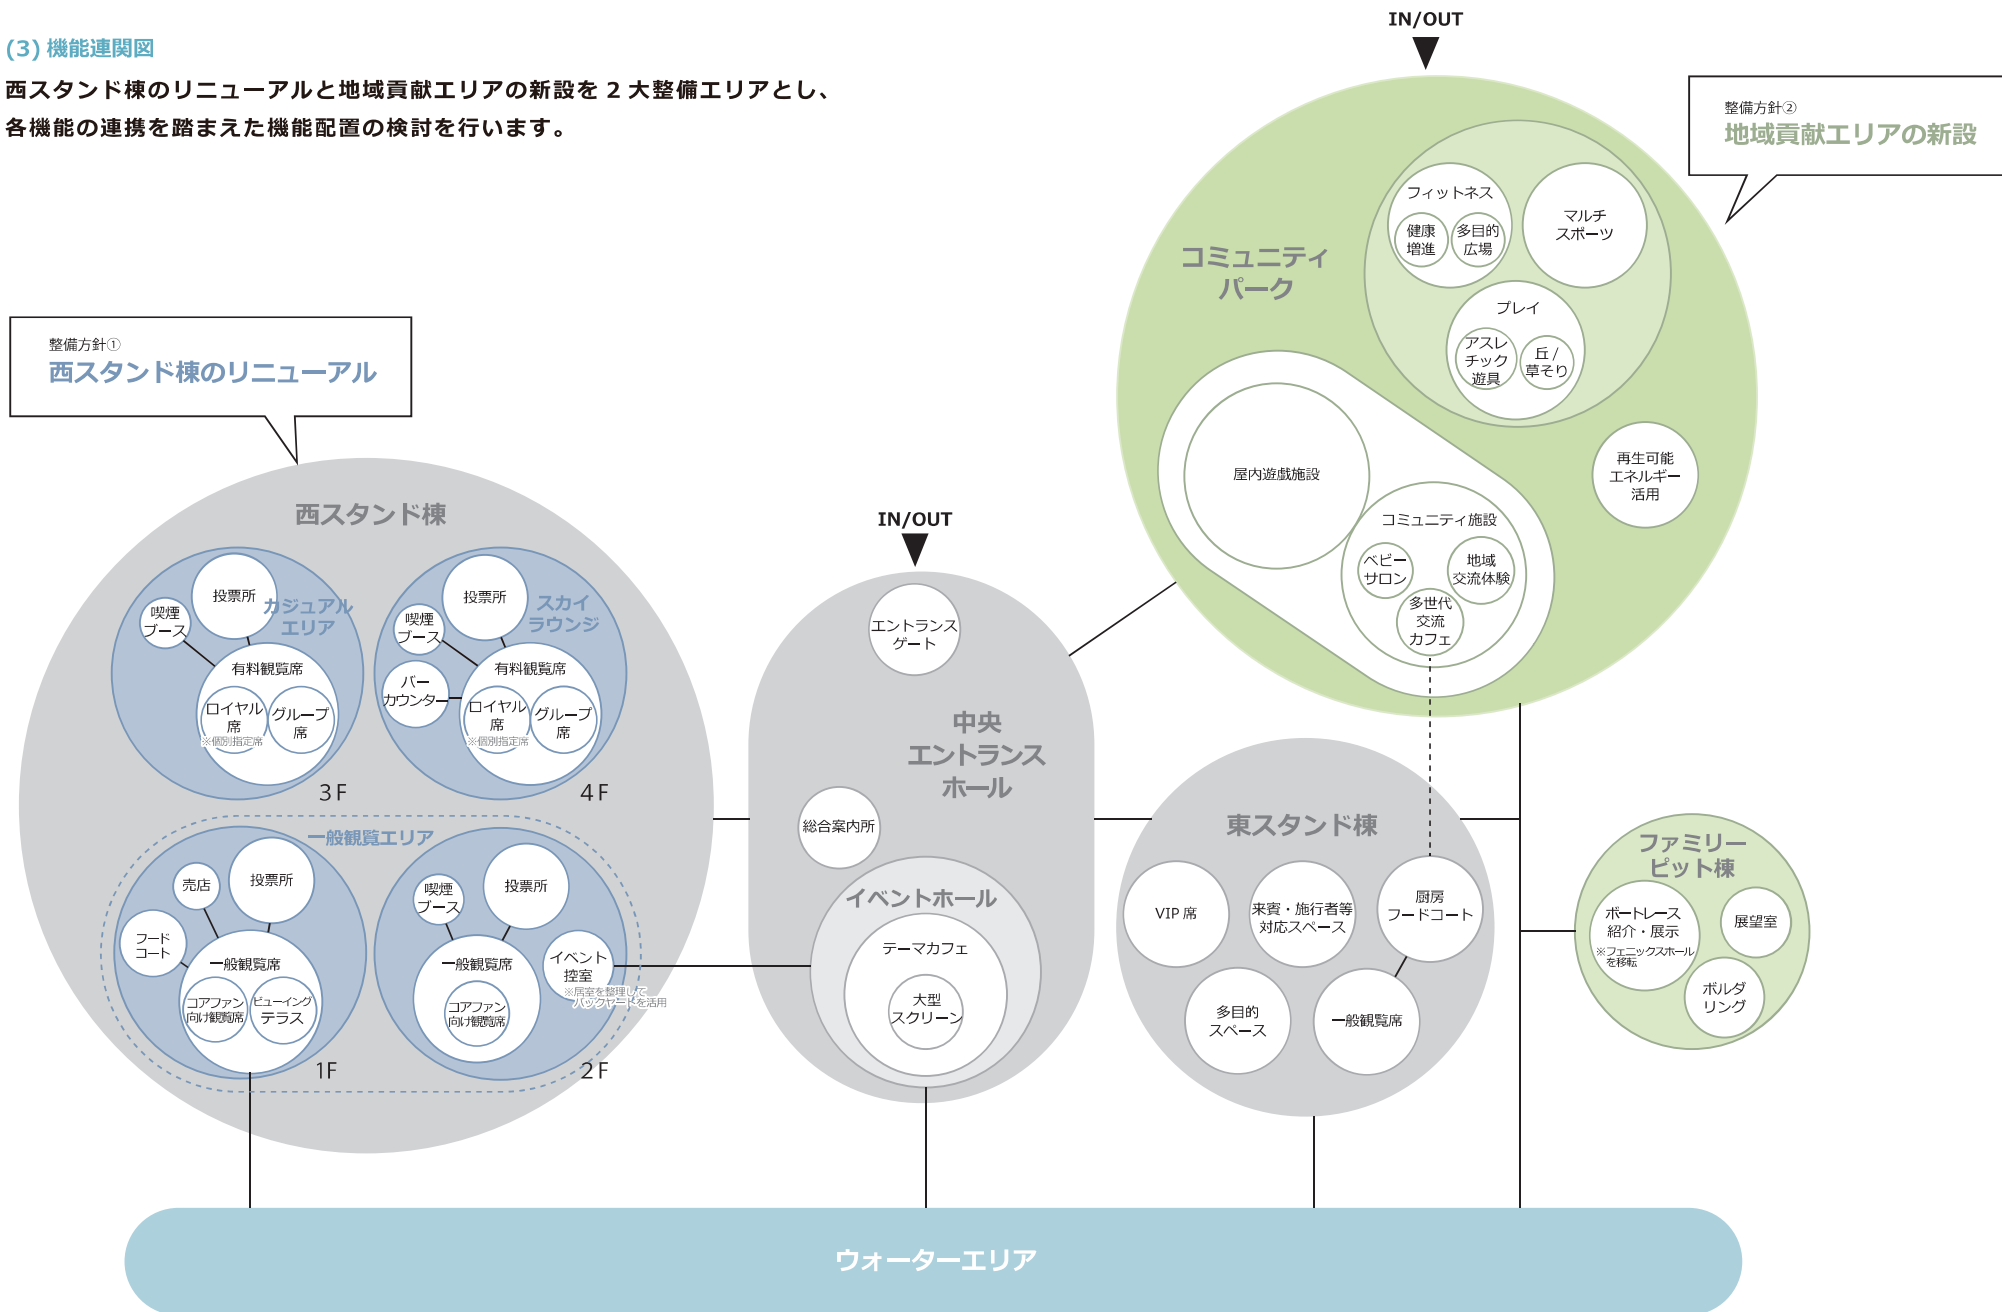 (3) 機能連関図
西スタンド棟のリニューアルと地域貢献エリアの新設を 2 大整備エリアとし、
各機能の連携を踏まえた機能配置の検討を行います。
IN/OUT
整備方針②
地域貢献エリアの新設
コミュニティ
パーク
フィットネス
健康
増進
多目的
広場
マルチ
スポーツ
プレイ
アスレ
チック
遊具
丘 /
草そり
屋内遊戯施設
コミュニティ施設
ベビー
サロン
地域
交流体験
多世代
交流
カフェ
再生可能
エネルギー
活用
整備方針①
西スタンド棟のリニューアル
西スタンド棟
カジュアル
エリア
投票所
喫煙
ブース
有料観覧席
ロイヤル
席
※個別指定席
グループ
席
3F
スカイ
ラウンジ
投票所
喫煙
ブース
バー
カウンター
有料観覧席
ロイヤル
席
※個別指定席
グループ
席
4F
一般観覧エリア
売店
投票所
フード
コート
一般観覧席
コアファン
向け観覧席
ビューイング
テラス
1F
喫煙
ブース
投票所
一般観覧席
コアファン
向け観覧席
イベント
控室
※居室を整理して
バックヤードを活用
2F
IN/OUT
エントランス
ゲート
中央
エントランス
ホール
総合案内所
イベントホール
テーマカフェ
大型
スクリーン
東スタンド棟
VIP 席
来賓・施行者等
対応スペース
厨房
フードコート
多目的
スペース
一般観覧席
ファミリー
ピット棟
ボートレース
紹介・展示
※フェニックスホール
を移転
展望室
ボルダ
リング
ウォーターエリア